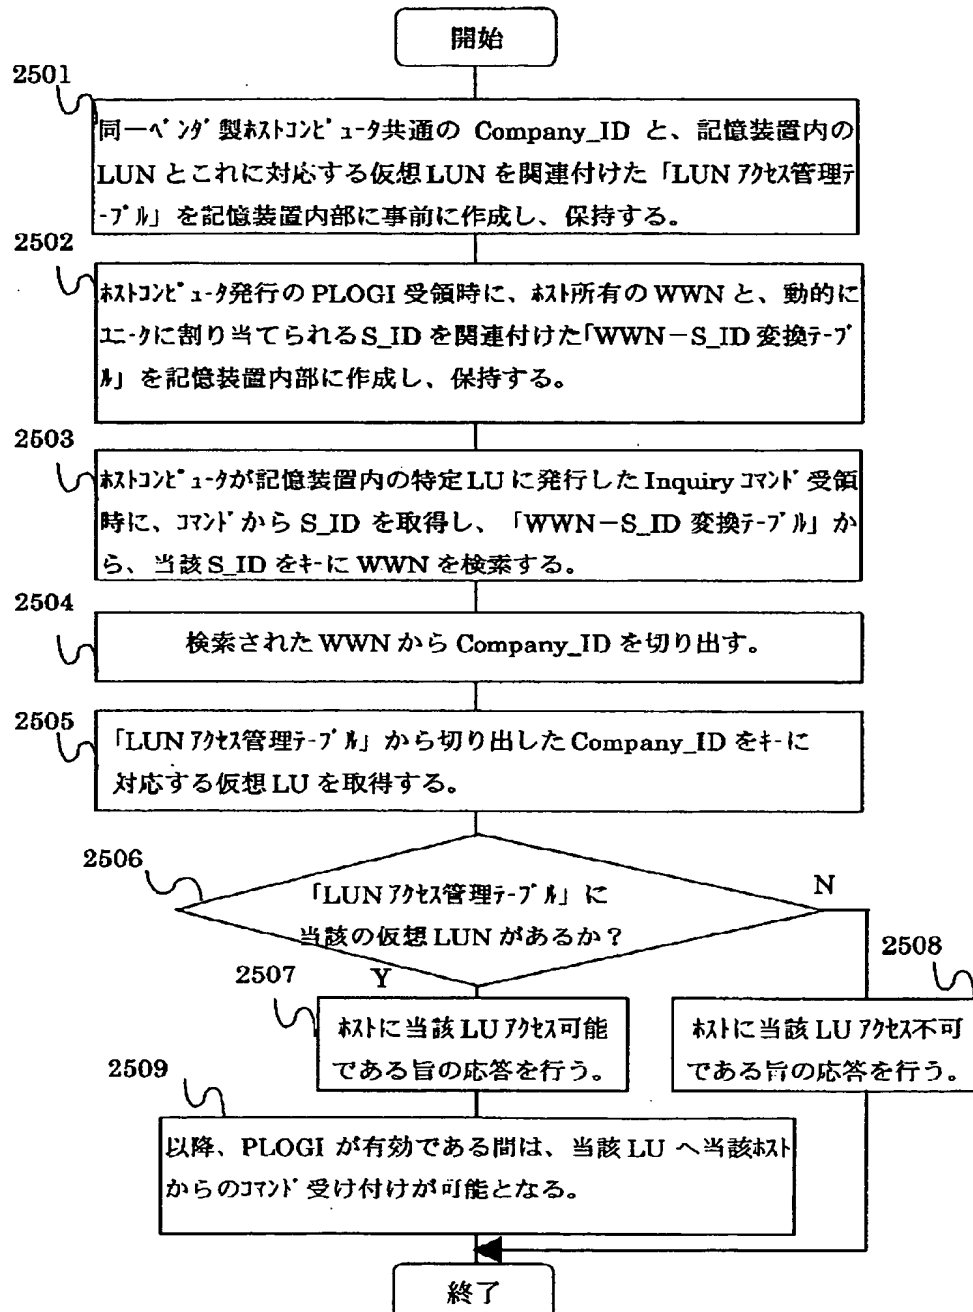 開始
2501
同一ベンダ製ホストコンピュータ共通の Company_ID と、記憶装置内の
LUN とこれに対応する仮想 LUN を関連付けた「LUN アクセス管理テ
ーブル」を記憶装置内部に事前に作成し、保持する。
2502
ホストコンピュータ発行の PLOGI 受領時に、ホスト所有の WWN と、動的に
ユニークに割り当てられる S_ID を関連付けた「WWN－S_ID 変換テーブ
ル」を記憶装置内部に作成し、保持する。
2503
ホストコンピュータが記憶装置内の特定 LU に発行した Inquiry コマンド受領
時に、コマンドから S_ID を取得し、「WWN－S_ID 変換テーブル」か
ら、当該 S_ID をキーに WWN を検索する。
2504
検索された WWN から Company_ID を切り出す。
2505
「LUN アクセス管理テーブル」から切り出した Company_ID をキーに
対応する仮想 LU を取得する。
2506
「LUN アクセス管理テーブル」に
当該の仮想 LUN があるか？
N
Y
2507
ホストに当該 LU アクセス可能
である旨の応答を行う。
2508
ホストに当該 LU アクセス不可
である旨の応答を行う。
2509
以降、PLOGI が有効である間は、当該 LU へ当該ホスト
からのコマンド受け付けが可能となる。
終了